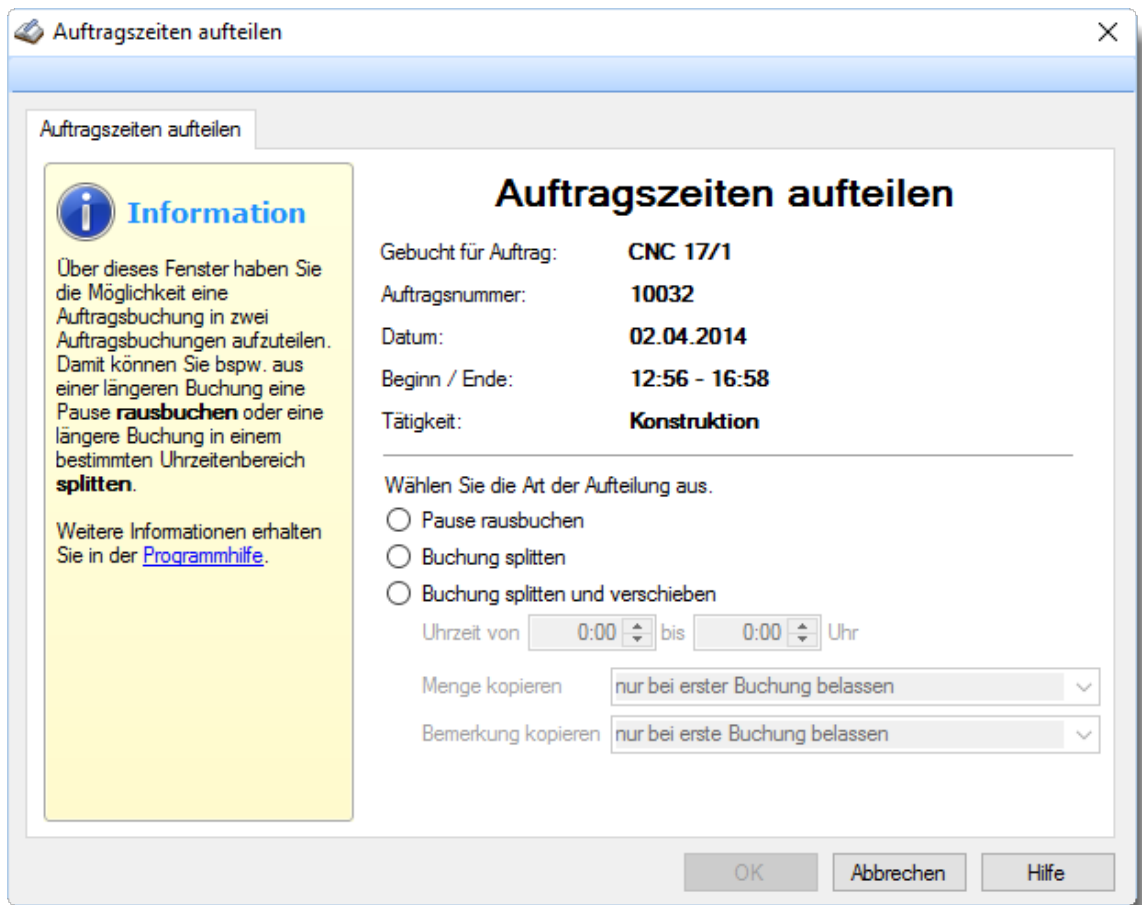 Auftragszeiten aufteilen
Auftragszeiten aufteilen
Information
Über dieses Fenster haben Sie
die Möglichkeit eine
Auftragsbuchung in zwei
Auftragsbuchungen aufzuteilen.
Damit können Sie bspw. aus
einer längeren Buchung eine
Pause rausbuchen oder eine
längere Buchung in einem
bestimmten Uhrzeitenbereich
splitten.
Weitere Informationen erhalten
Sie in der Programmhilfe.
Auftragszeiten aufteilen
Gebucht für Auftrag: CNC 17/1
Auftragsnummer: 10032
Datum: 02.04.2014
Beginn / Ende: 12:56 - 16:58
Tätigkeit: Konstruktion
Wählen Sie die Art der Aufteilung aus.
Pause rausbuchen
Buchung splitten
Buchung splitten und verschieben
Uhrzeit von 0:00 bis 0:00 Uhr
Menge kopieren nur bei erster Buchung belassen
Bemerkung kopieren nur bei erste Buchung belassen
OK Abbrechen Hilfe